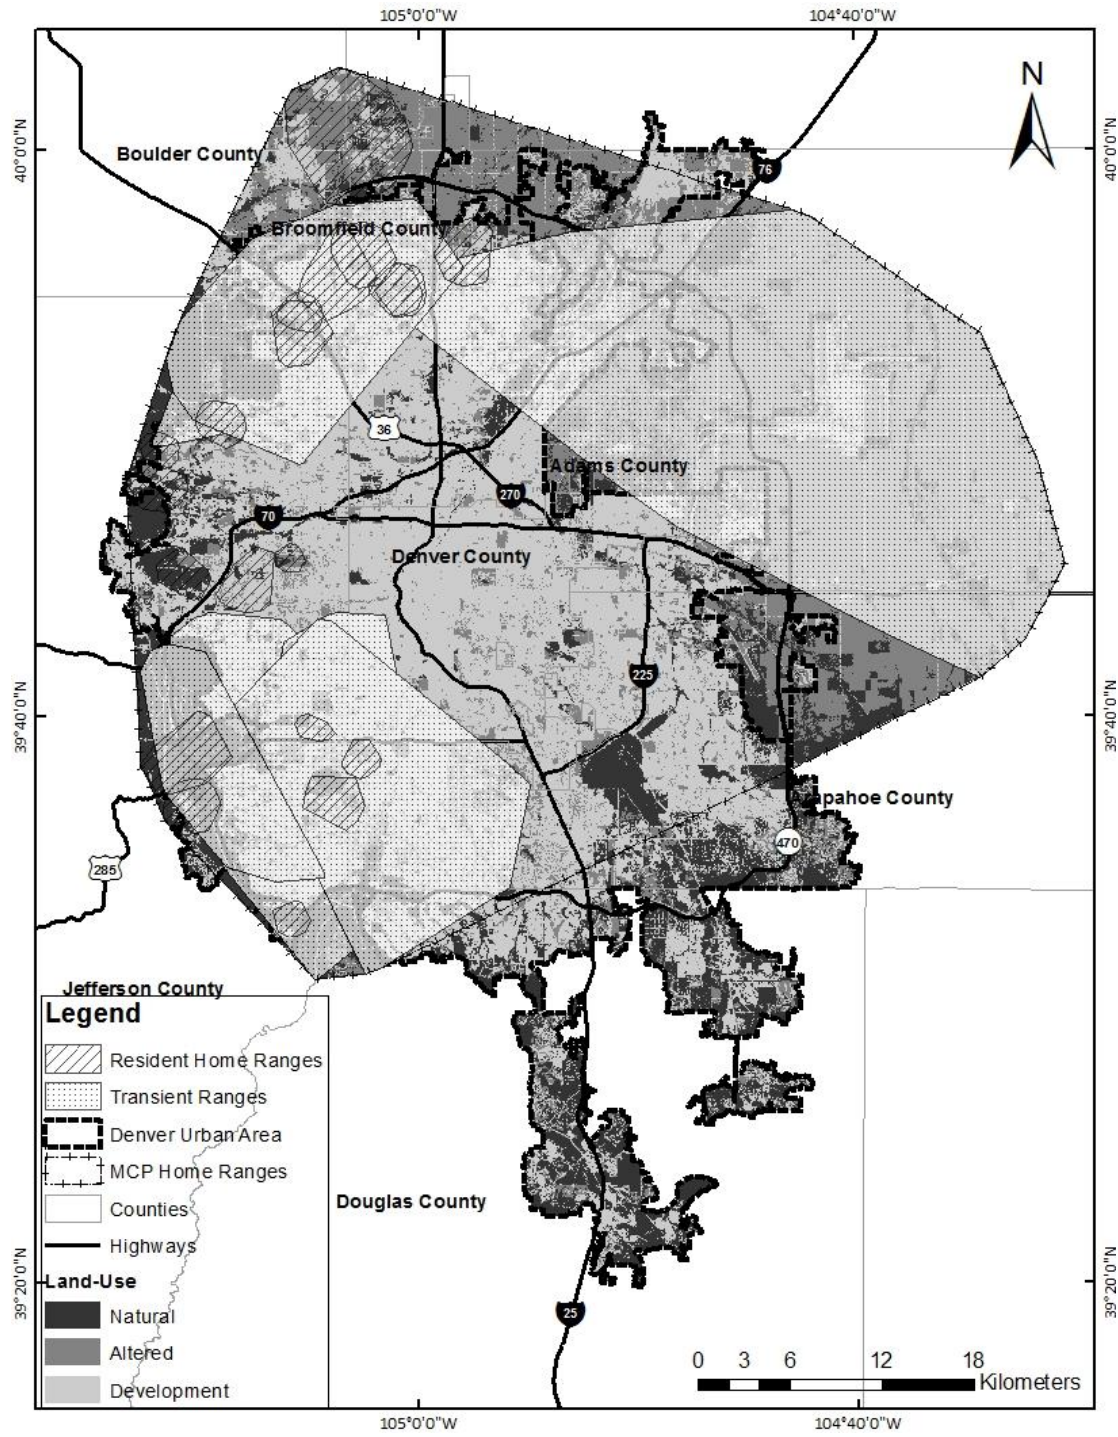 105°0'0"W
104°40'0"W
N
40°0'0"N
40°0'0"N
Boulder County
76
Broomfield County
36
Adams County
270
70
Denver County
225
39°40'0"N
39°40'0"N
Arapahoe County
470
285
Jefferson County
Legend
Resident Home Ranges
Transient Ranges
Denver Urban Area
MCP Home Ranges
Counties
Highways
Land-Use
Natural
Altered
Development
Douglas County
39°20'0"N
39°20'0"N
25
0 3 6 12 18
Kilometers
105°0'0"W
104°40'0"W